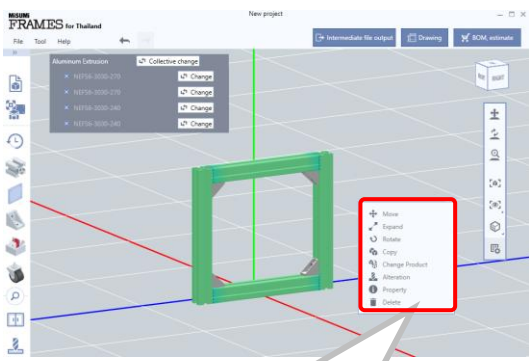 New project
MISUMI
FRAMES for Thailand
Intermediate file output
Drawing
BOM, estimate
File Tool Help
Aluminum Extrusion
Collective change
NEFS6-3030-270
Change
NEFS6-3030-270
Change
NEFS6-3030-240
Change
NEFS6-3030-240
Change
RIGHT
Move
Expand
Rotate
Copy
Change Product
Alteration
Property
Delete